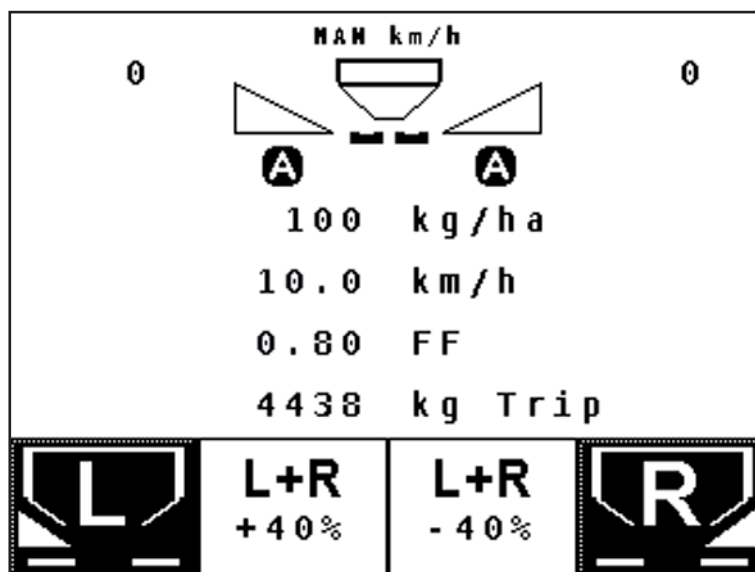 MAN km/h
0 0
A A
100 kg/ha
10.0 km/h
0.80 FF
4438 kg Trip
L L+R L+R R
+40% -40%